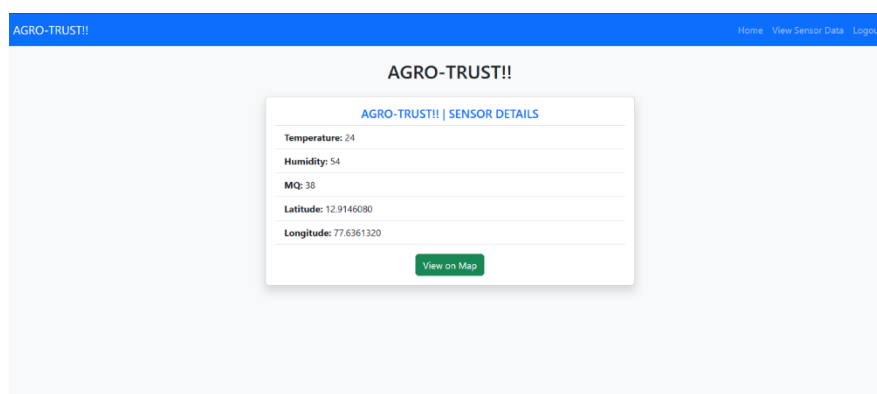 AGRO-TRUST!! Home View Sensor Data Logou
AGRO-TRUST!!
AGRO-TRUST!! | SENSOR DETAILS
Temperature: 24
Humidity: 54
MQ: 38
Latitude: 12.9146080
Longitude: 77.6361320
View on Map